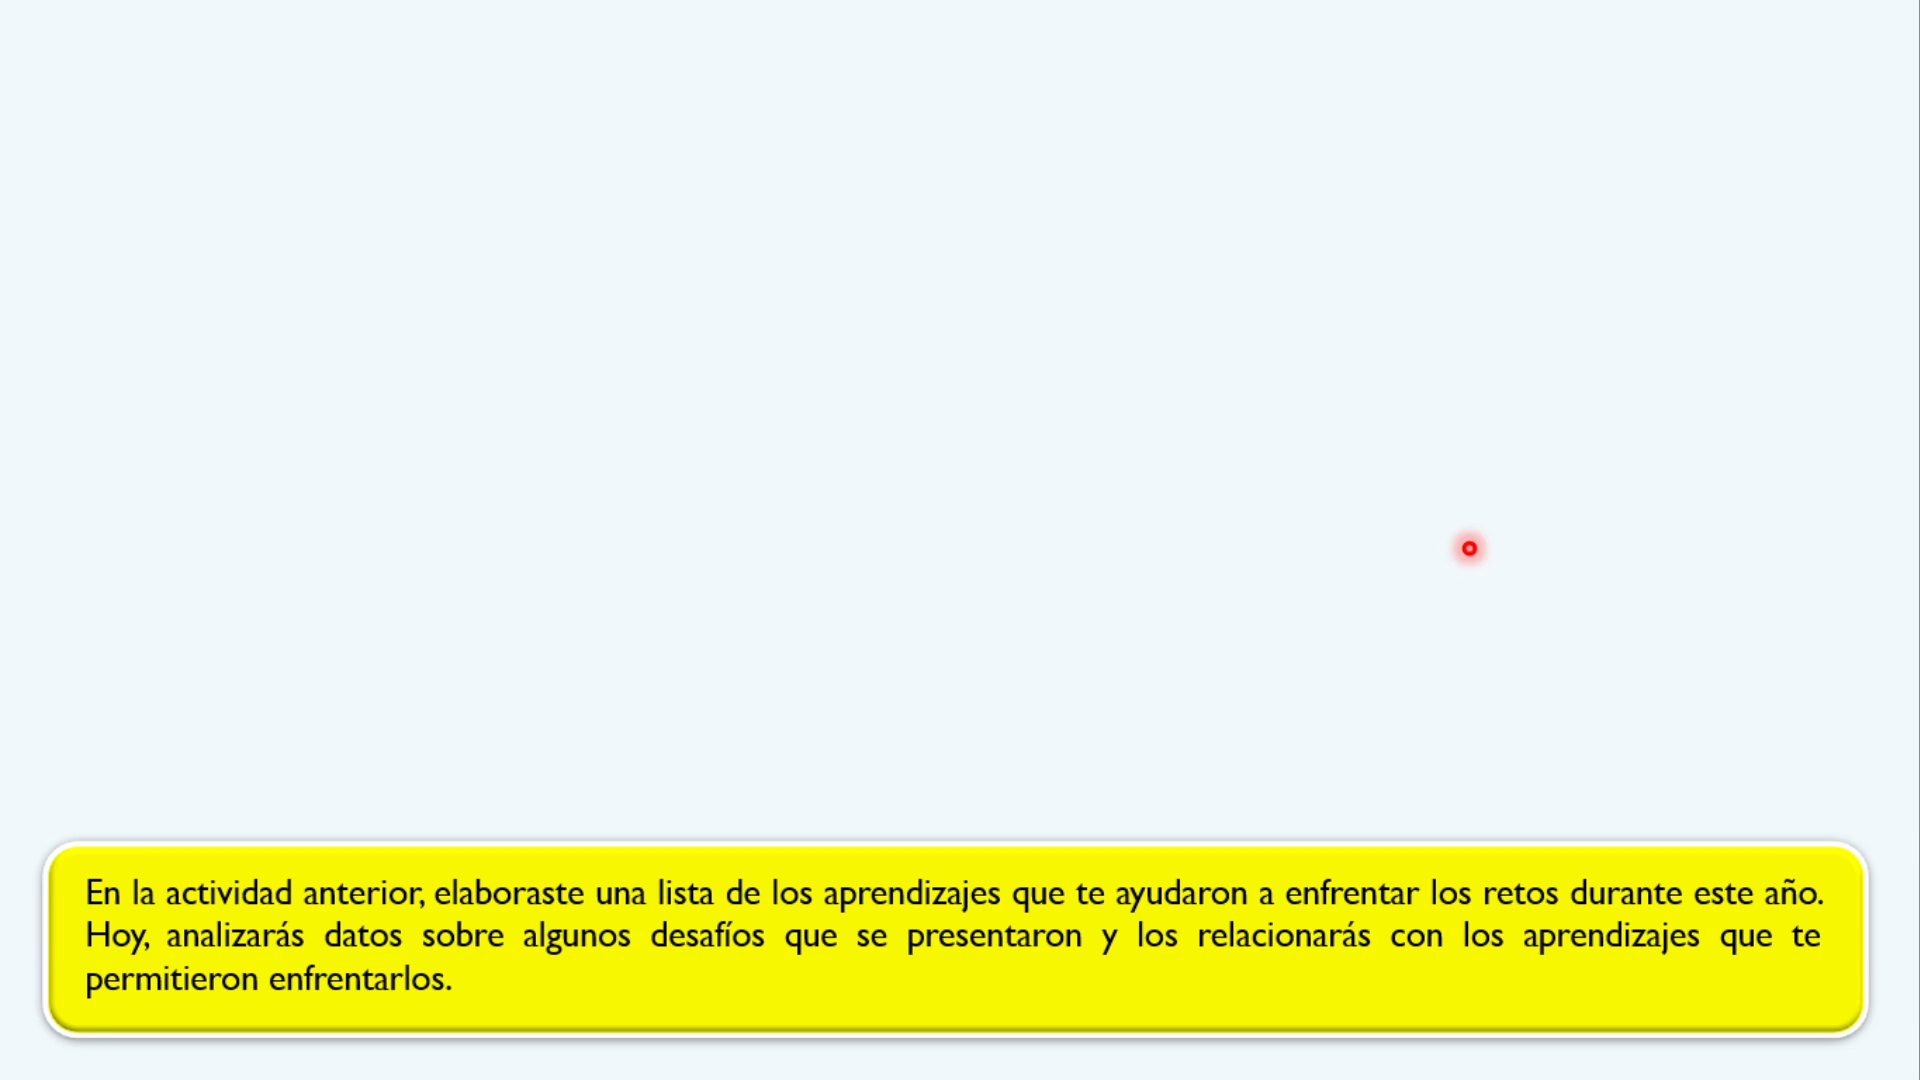 En la actividad anterior, elaboraste una lista de los aprendizajes que te ayudaron a enfrentar los retos durante este año.
Hoy, analizarás datos sobre algunos desafíos que se presentaron y los relacionarás con los aprendizajes que te
permitieron enfrentarlos.